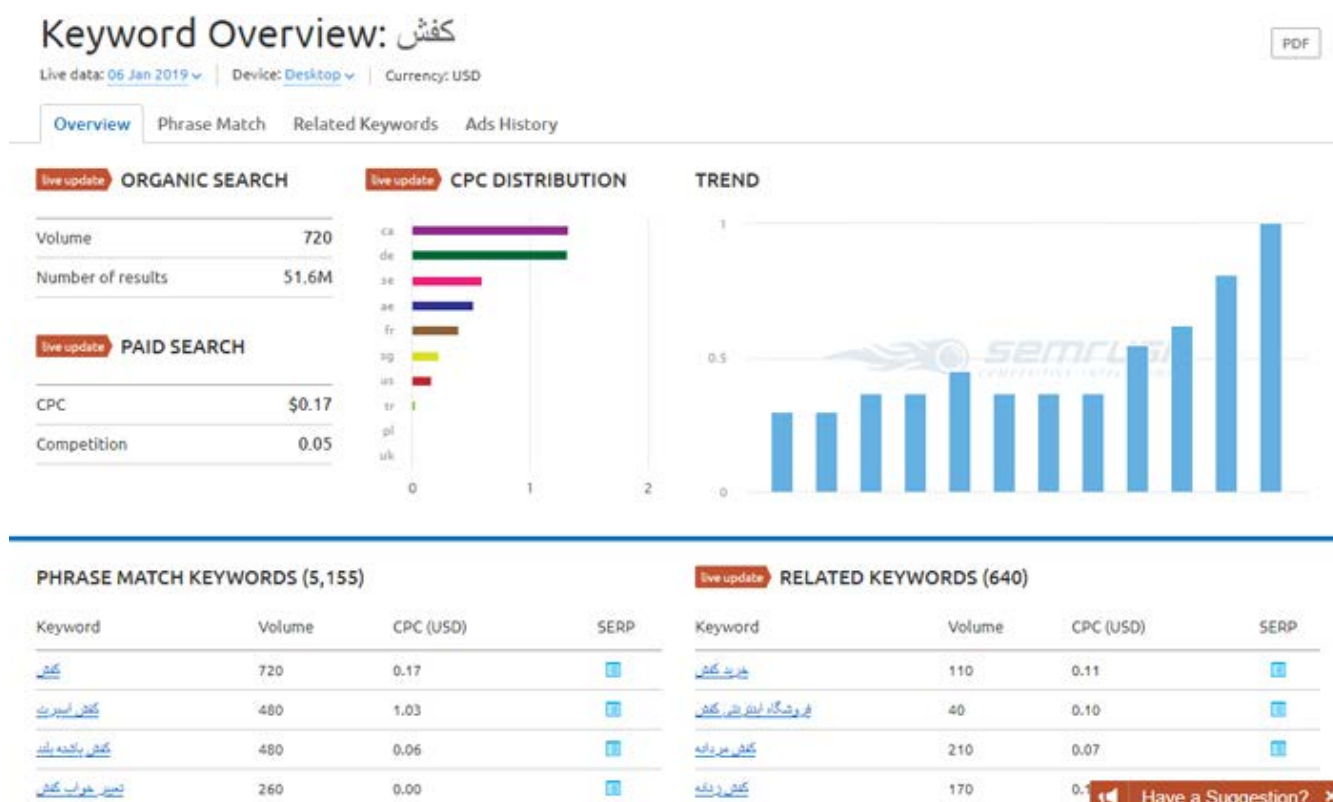 Keyword Overview: کفش
PDF
Live data: 06 Jan 2019 Device: Desktop Currency: USD
Overview Phrase Match Related Keywords Ads History
live update ORGANIC SEARCH
Volume 720
Number of results 51.6M
live update PAID SEARCH
CPC $0.17
Competition 0.05
live update CPC DISTRIBUTION
ca
de
se
ae
fr
sg
us
tr
pl
uk
0 1 2
TREND
1
0.5
0
semrush
PHRASE MATCH KEYWORDS (5,155)
Keyword Volume CPC (USD) SERP
کفش 720 0.17
کفش اسپرت 480 1.03
کفش پاشنه بلند 480 0.06
تعبیر خواب کفش 260 0.00
live update RELATED KEYWORDS (640)
Keyword Volume CPC (USD) SERP
خرید کفش 110 0.11
فروشگاه اینترنتی کفش 40 0.10
کفش مردانه 210 0.07
کفش زنانه 170
Have a Suggestion? ×